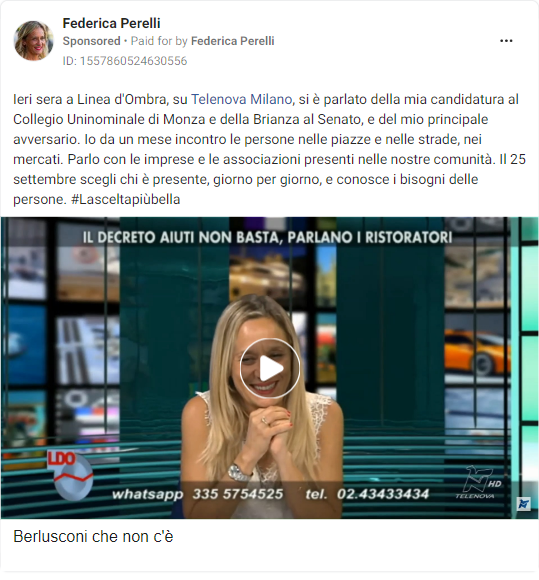 Federica Perelli
Sponsored • Paid for by Federica Perelli
ID: 1557860524630556
Ieri sera a Linea d'Ombra, su Telenova Milano, si è parlato della mia candidatura al
Collegio Uninominale di Monza e della Brianza al Senato, e del mio principale
avversario. Io da un mese incontro le persone nelle piazze e nelle strade, nei
mercati. Parlo con le imprese e le associazioni presenti nelle nostre comunità. Il 25
settembre scegli chi è presente, giorno per giorno, e conosce i bisogni delle
persone. #Lasceltapiùbella
IL DECRETO AIUTI NON BASTA, PARLANO I RISTORATORI
LDO
whatsapp 335 5754525 tel. 02.43433434
HD
TELENOVA
Berlusconi che non c'è